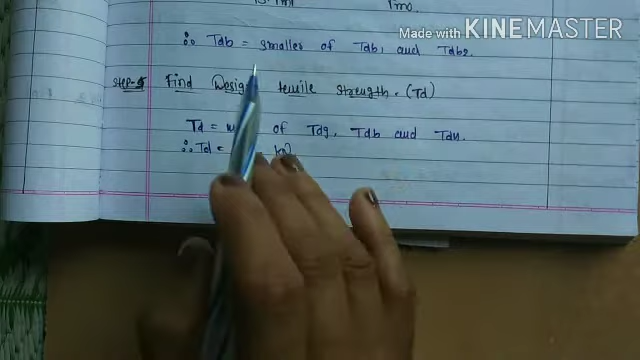 Made with KINEMASTER
∴ Tdb = smaller of Tdb₁ and Tdb₂.
Step-5 Find Design tensile strength. (Td)
Td = of Tdg, Tdb and Tdn.
∴ Td = kN